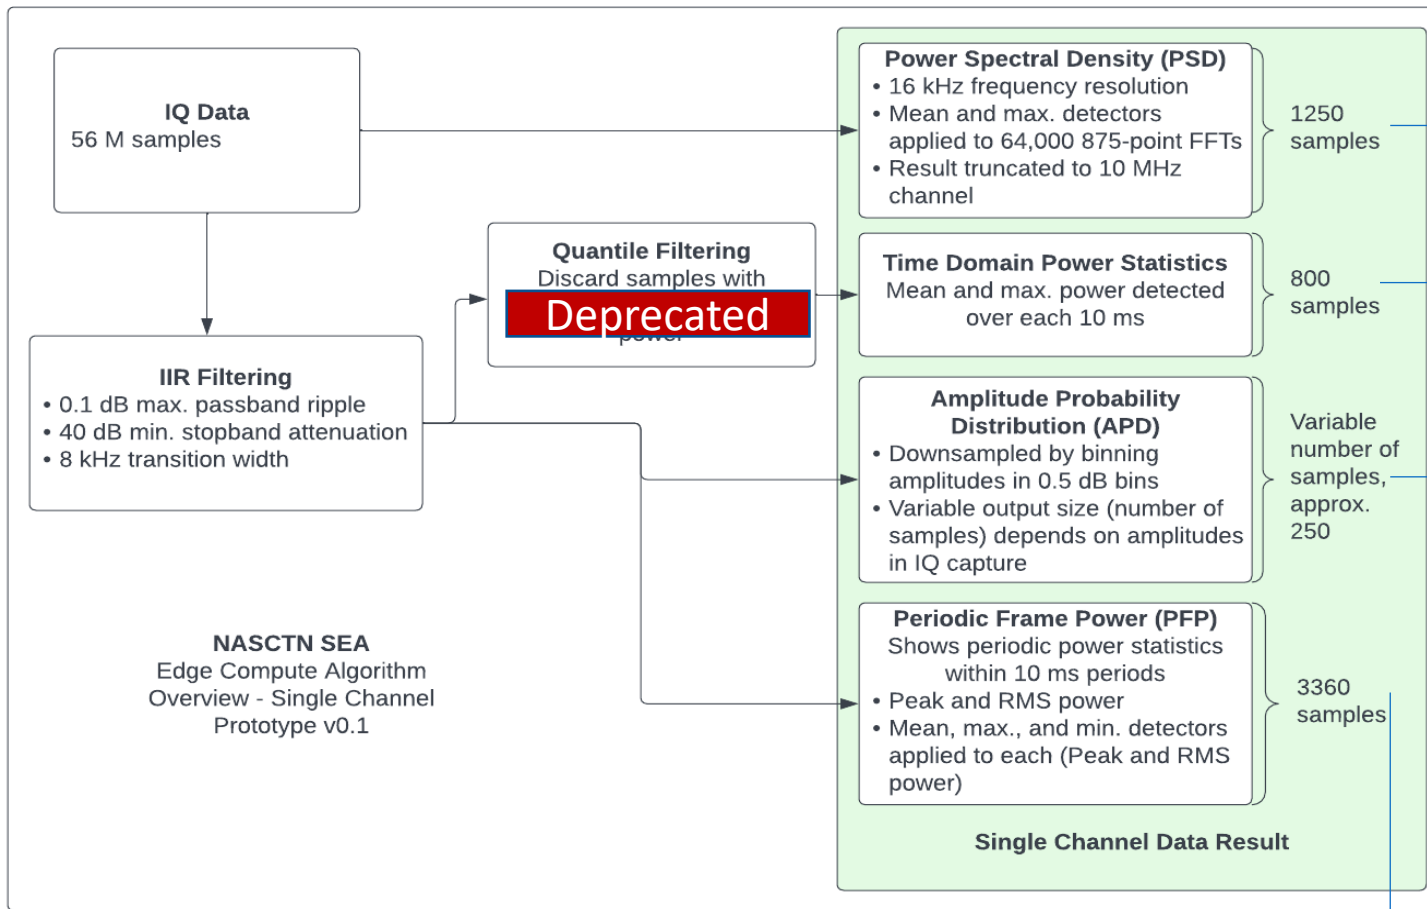 IQ Data
56 M samples
IIR Filtering
• 0.1 dB max. passband ripple
• 40 dB min. stopband attenuation
• 8 kHz transition width
Quantile Filtering
Discard samples with
Deprecated
power
Power Spectral Density (PSD)
• 16 kHz frequency resolution
• Mean and max. detectors
applied to 64,000 875-point FFTs
• Result truncated to 10 MHz
channel
1250
samples
Time Domain Power Statistics
Mean and max. power detected
over each 10 ms
800
samples
Amplitude Probability
Distribution (APD)
• Downsampled by binning
amplitudes in 0.5 dB bins
• Variable output size (number of
samples) depends on amplitudes
in IQ capture
Variable
number of
samples,
approx.
250
Periodic Frame Power (PFP)
Shows periodic power statistics
within 10 ms periods
• Peak and RMS power
• Mean, max., and min. detectors
applied to each (Peak and RMS
power)
3360
samples
Single Channel Data Result
NASCTN SEA
Edge Compute Algorithm
Overview - Single Channel
Prototype v0.1